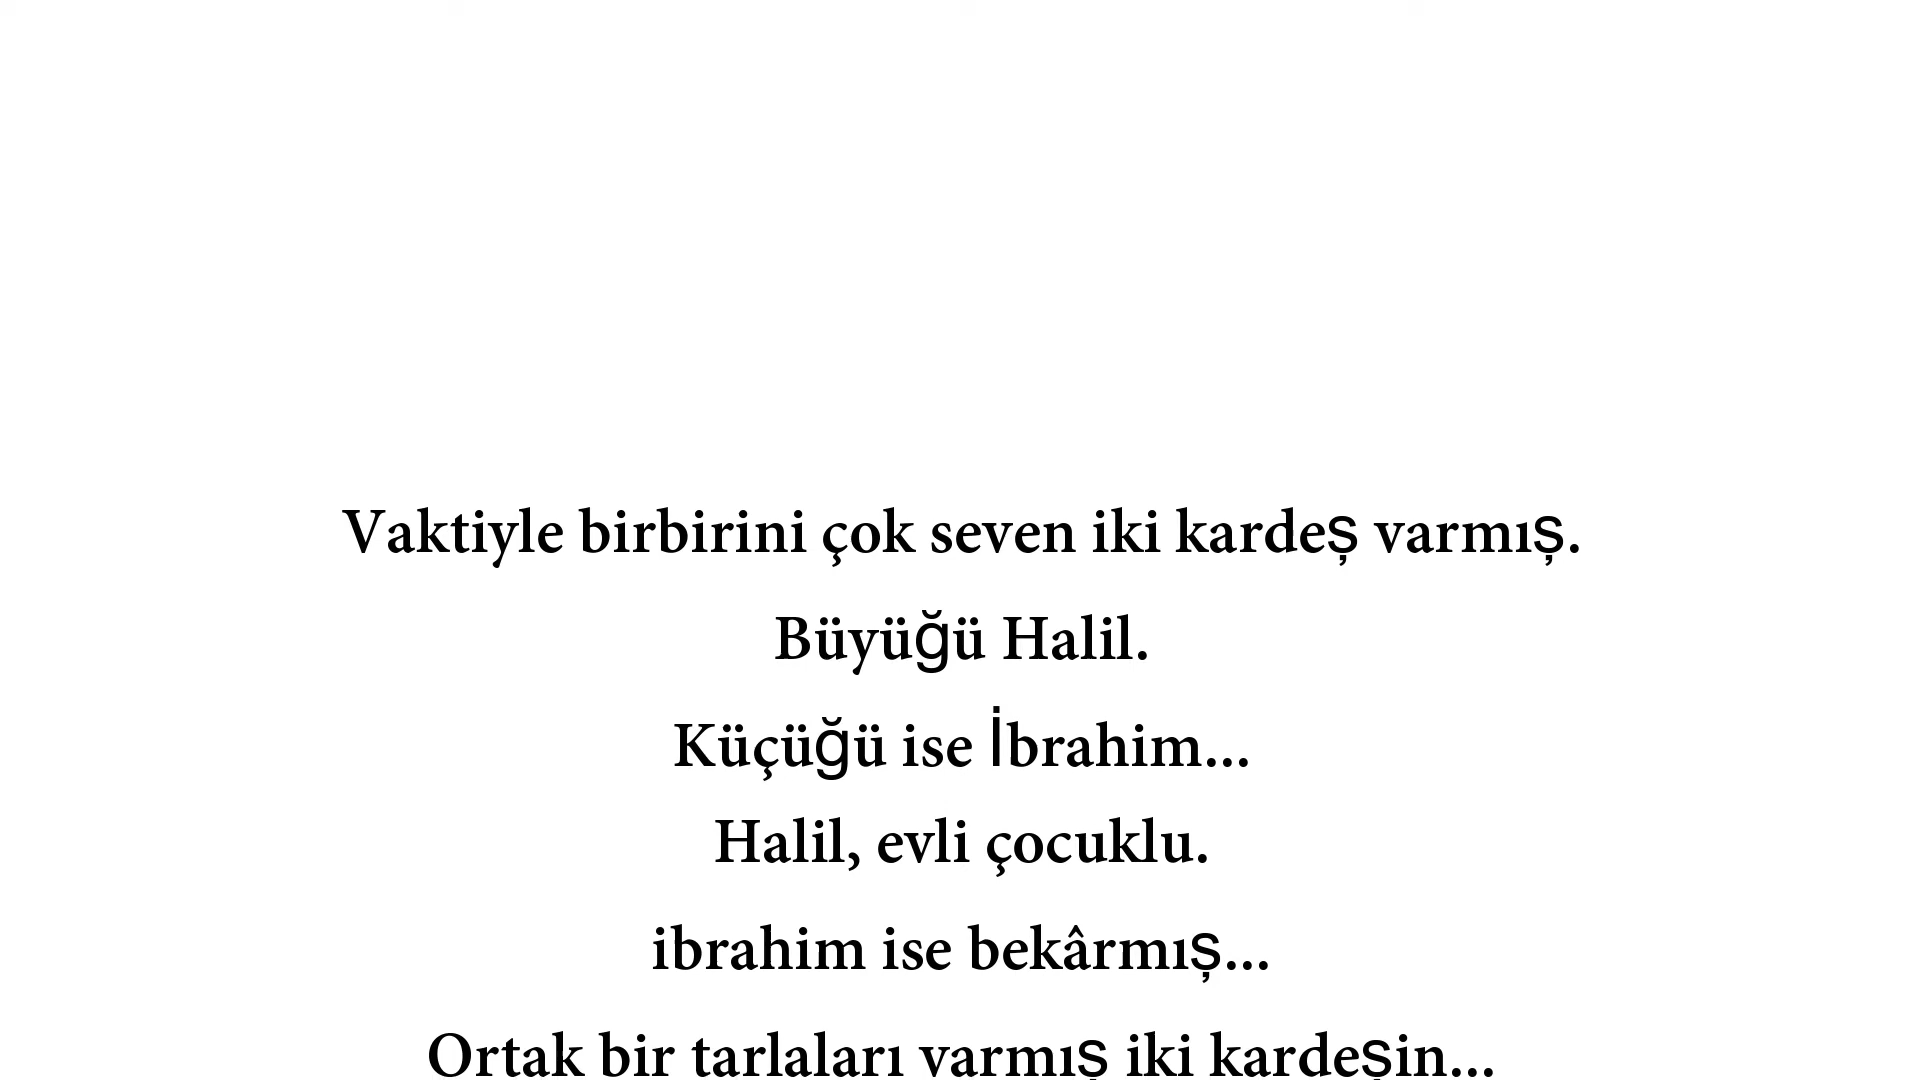 Vaktiyle birbirini çok seven iki kardeş varmış.
Büyüğü Halil.
Küçüğü ise İbrahim...
Halil, evli çocuklu.
ibrahim ise bekârmış...
Ortak bir tarlaları varmış iki kardeşin...